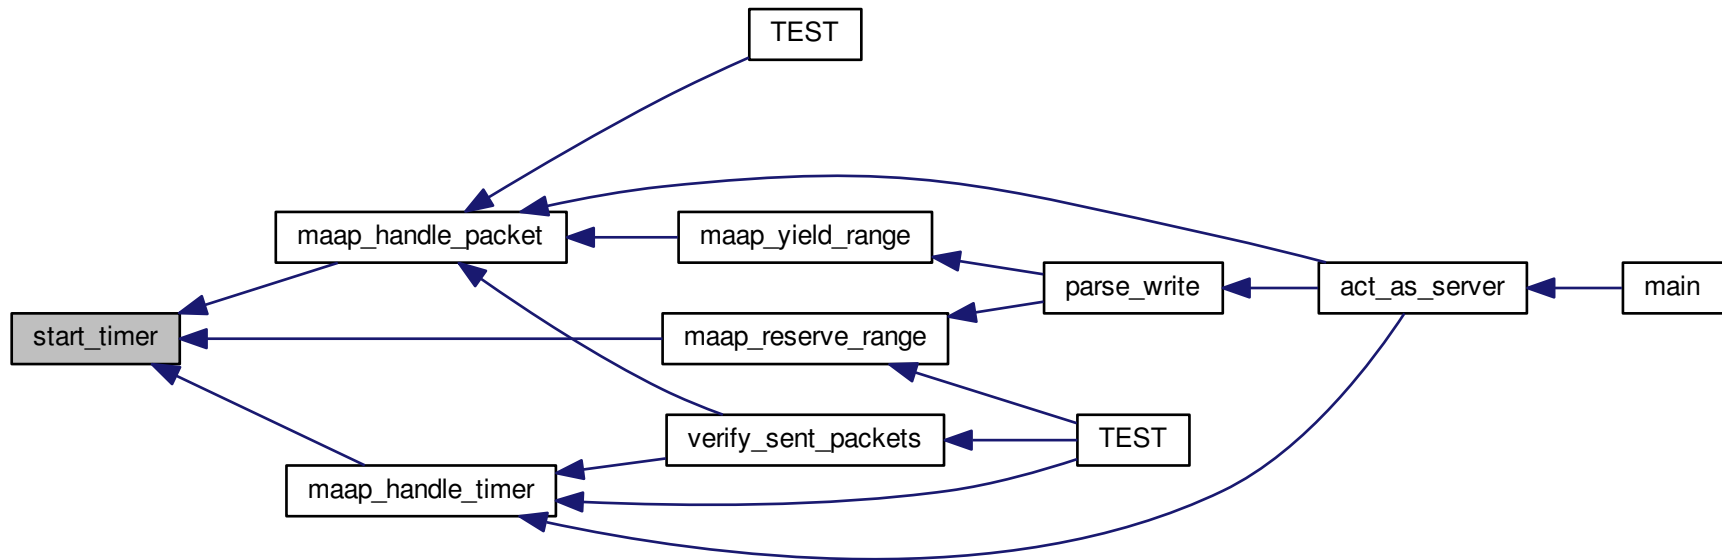 TEST
maap_handle_packet
maap_yield_range
parse_write
act_as_server
main
start_timer
maap_reserve_range
verify_sent_packets
TEST
maap_handle_timer